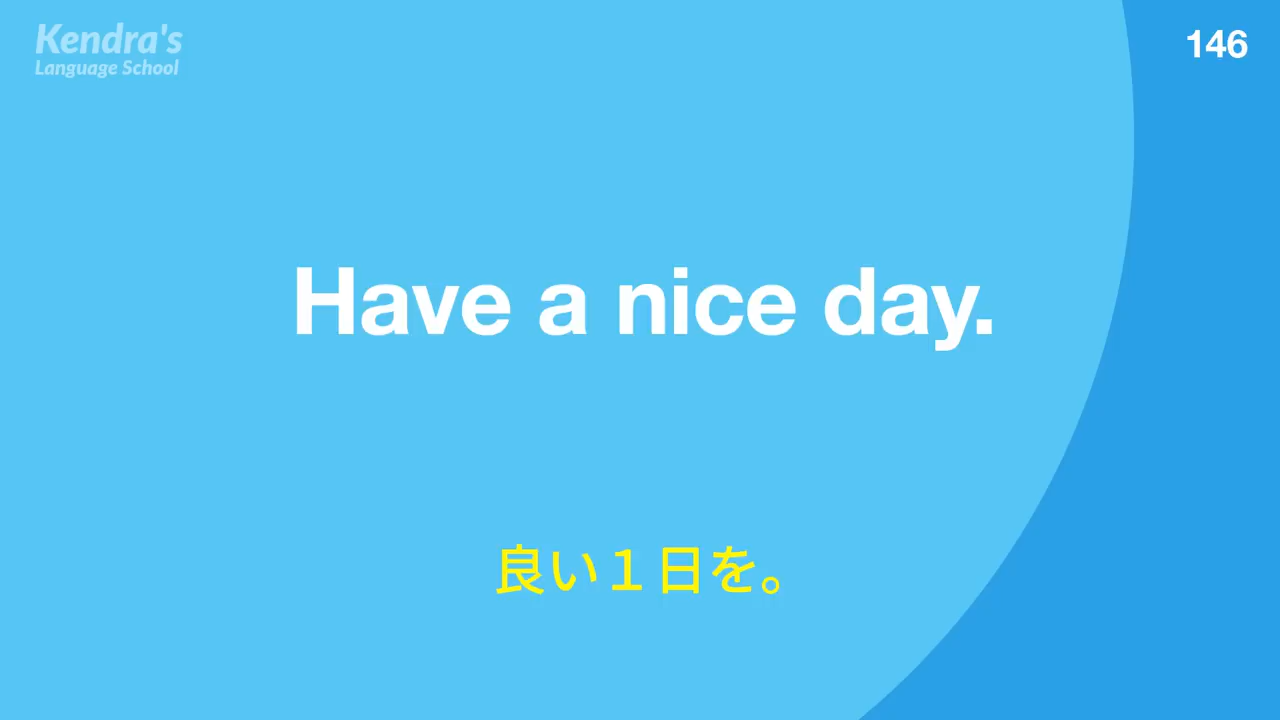 Kendra's
Language School
146
Have a nice day.
良い１日を。